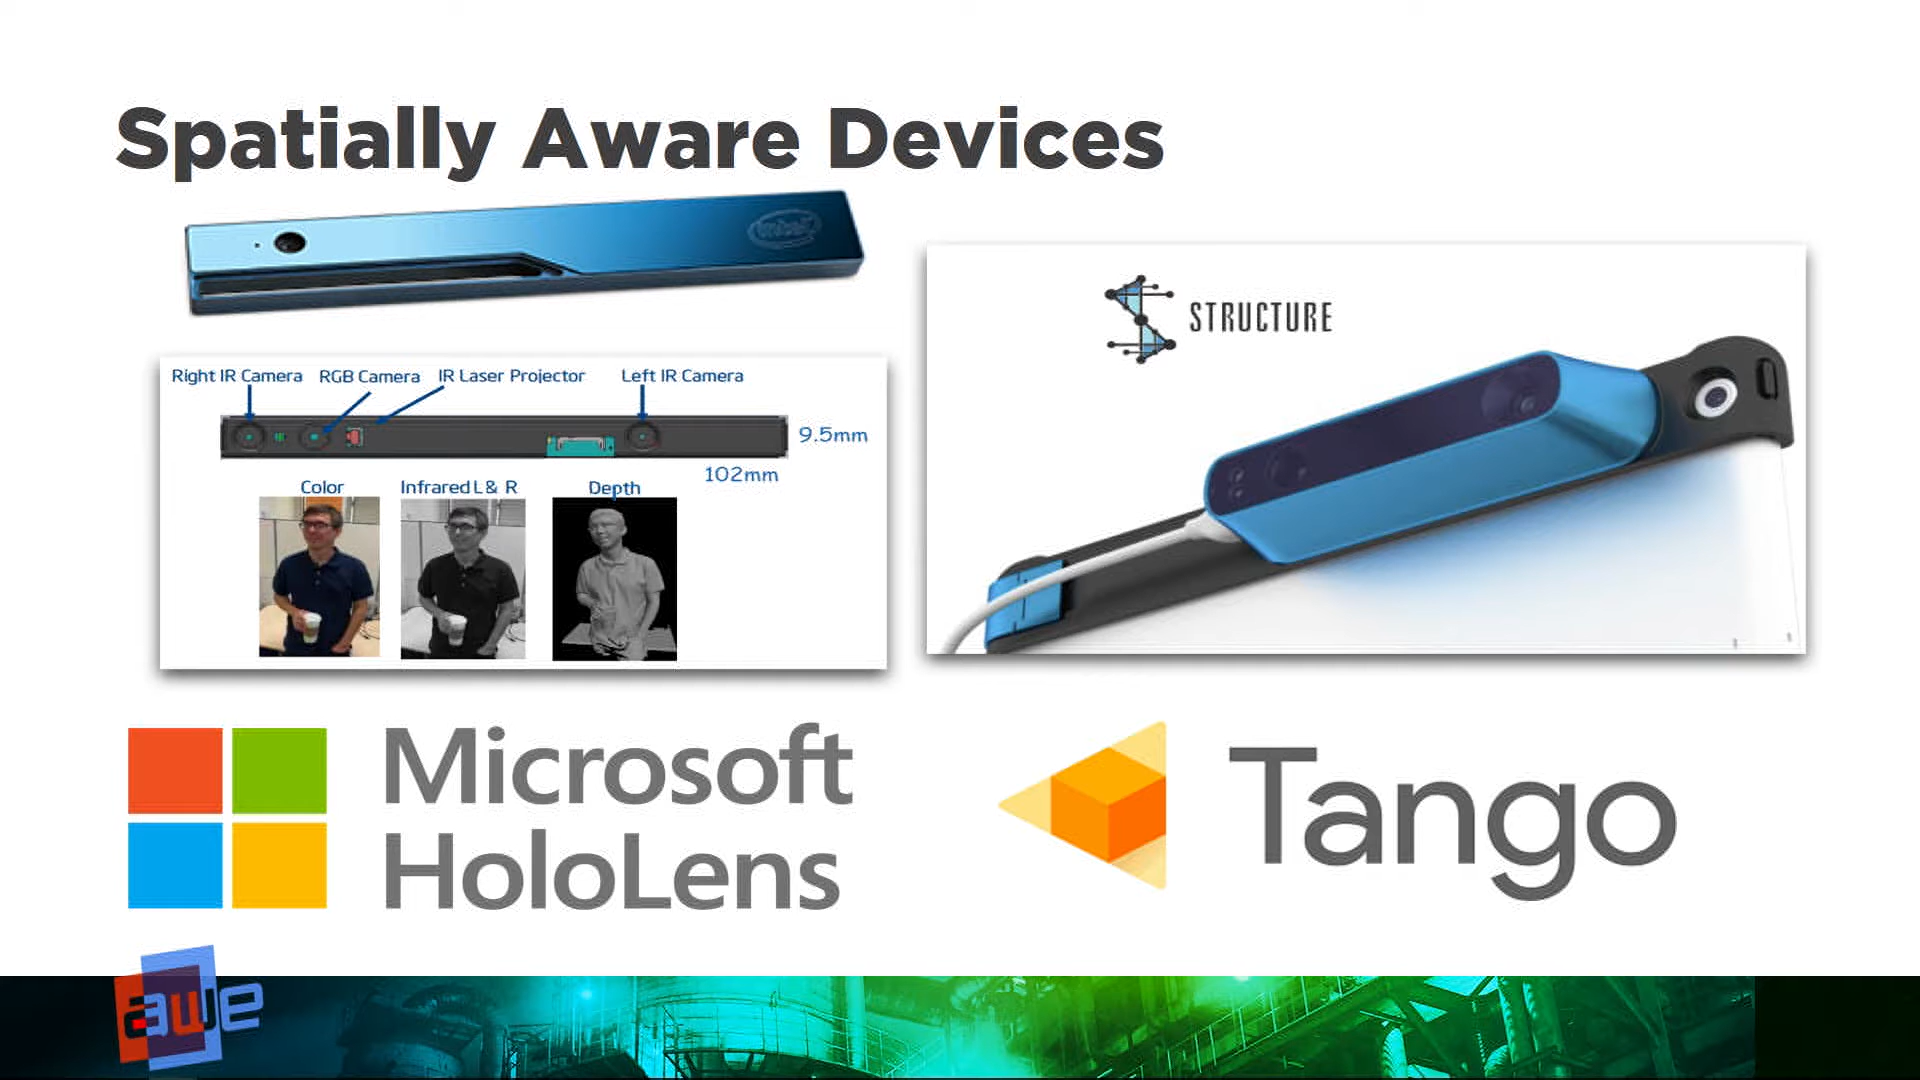 Spatially Aware Devices
intel
STRUCTURE
Right IR Camera RGB Camera IR Laser Projector Left IR Camera
9.5mm
102mm
Color Infrared L & R Depth
Microsoft
HoloLens
Tango
awe